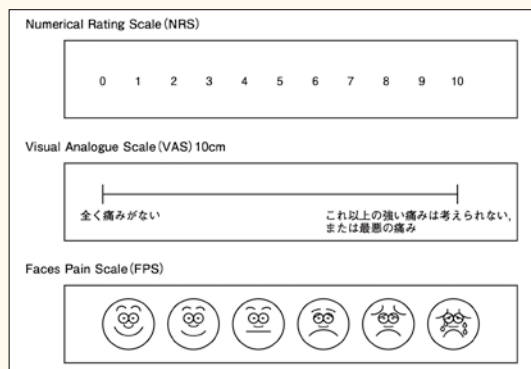 Numerical Rating Scale (NRS)
0 1 2 3 4 5 6 7 8 9 10
Visual Analogue Scale (VAS) 10cm
全く痛みがない
これ以上の強い痛みは考えられない,
または最悪の痛み
Faces Pain Scale (FPS)